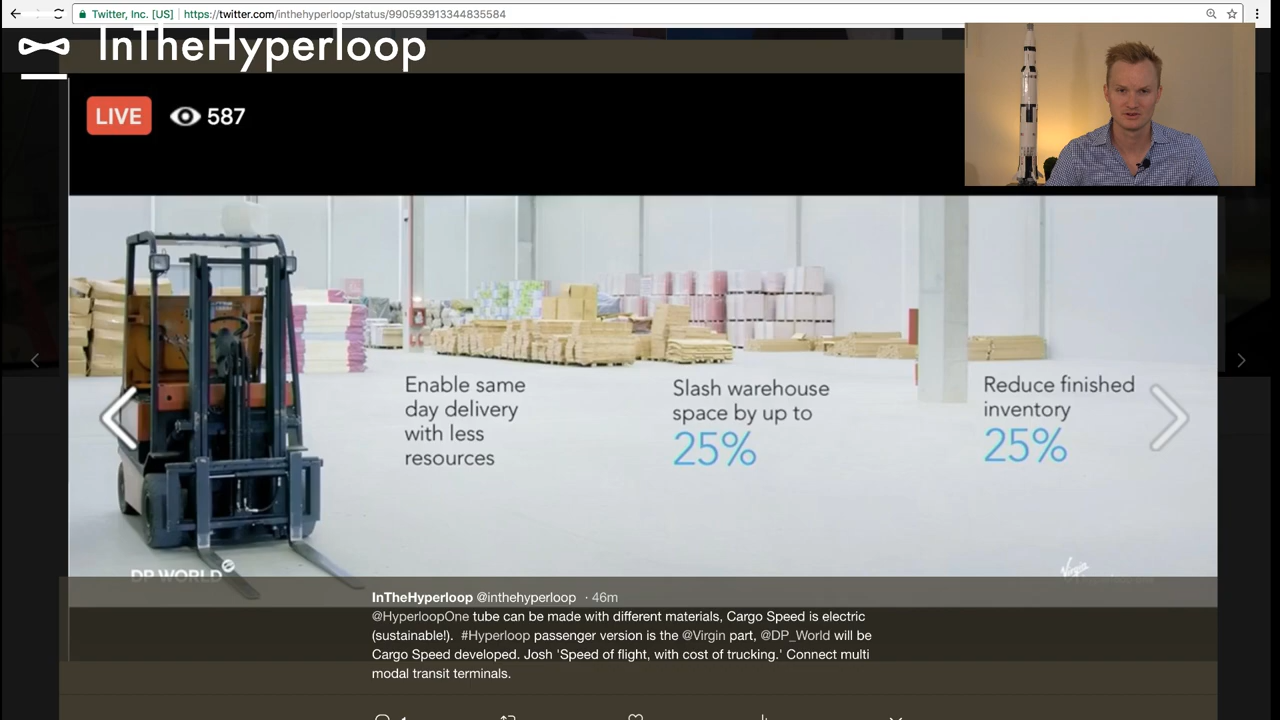 Twitter, Inc. [US] https://twitter.com/inthehyperloop/status/990593913344835584
InTheHyperloop
LIVE 587
Enable same
day delivery
with less
resources
Slash warehouse
space by up to
25%
Reduce finished
inventory
25%
DP WORLD
Virgin
InTheHyperloop @inthehyperloop · 46m
@HyperloopOne tube can be made with different materials, Cargo Speed is electric
(sustainable!). #Hyperloop passenger version is the @Virgin part, @DP_World will be
Cargo Speed developed. Josh 'Speed of flight, with cost of trucking.' Connect multi
modal transit terminals.